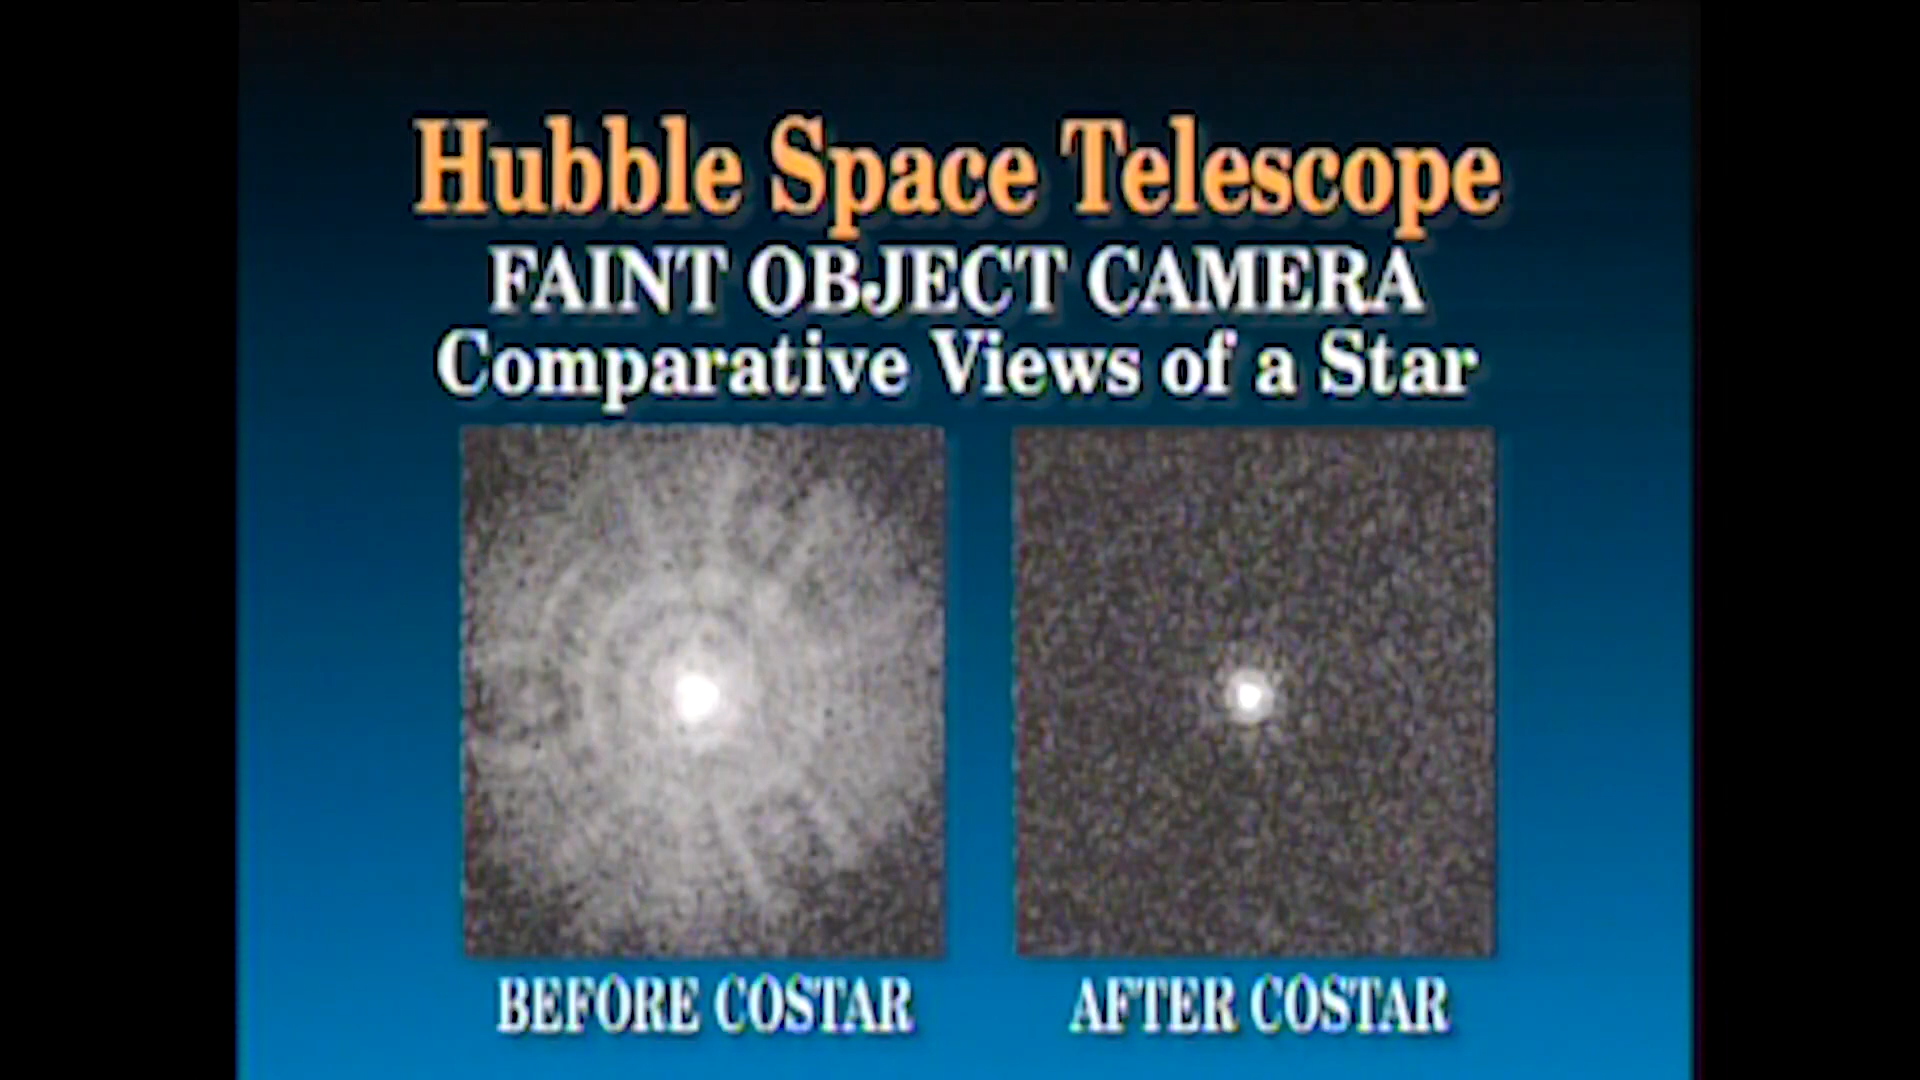 Hubble Space Telescope
FAINT OBJECT CAMERA
Comparative Views of a Star
BEFORE COSTAR
AFTER COSTAR